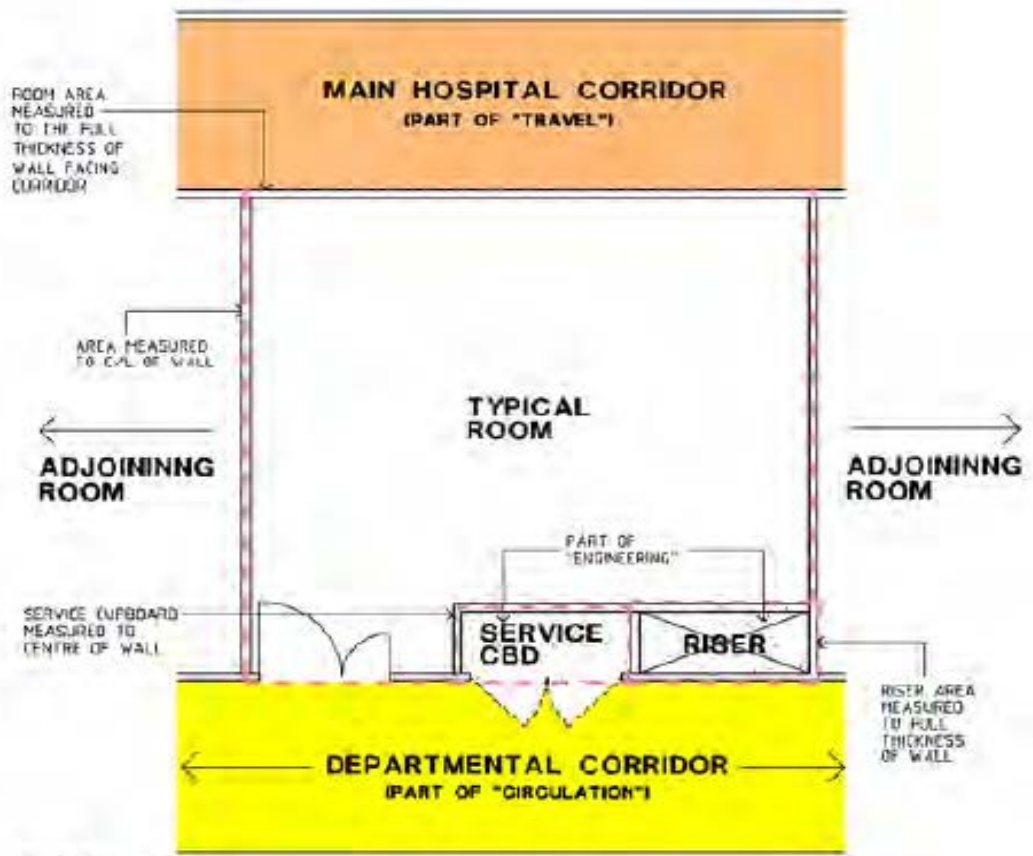 MAIN HOSPITAL CORRIDOR
(PART OF "TRAVEL")
ROOM AREA
MEASURED
TO THE FULL
THICKNESS OF
WALL FACING
CORRIDOR
AREA MEASURED
TO C/L OF WALL
TYPICAL
ROOM
ADJOININNG
ROOM
ADJOININNG
ROOM
PART OF
"ENGINEERING"
SERVICE CUPBOARD
MEASURED TO
CENTRE OF WALL
SERVICE
CBD
RISER
RISER AREA
MEASURED
TO FULL
THICKNESS
OF WALL
DEPARTMENTAL CORRIDOR
(PART OF "CIRCULATION")